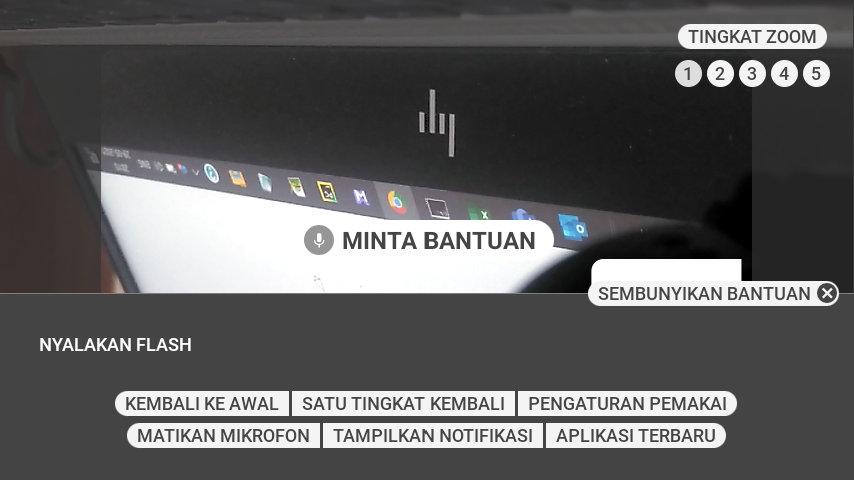 TINGKAT ZOOM
1 2 3 4 5
MINTA BANTUAN
SEMBUNYIKAN BANTUAN
NYALAKAN FLASH
KEMBALI KE AWAL SATU TINGKAT KEMBALI PENGATURAN PEMAKAI
MATIKAN MIKROFON TAMPILKAN NOTIFIKASI APLIKASI TERBARU